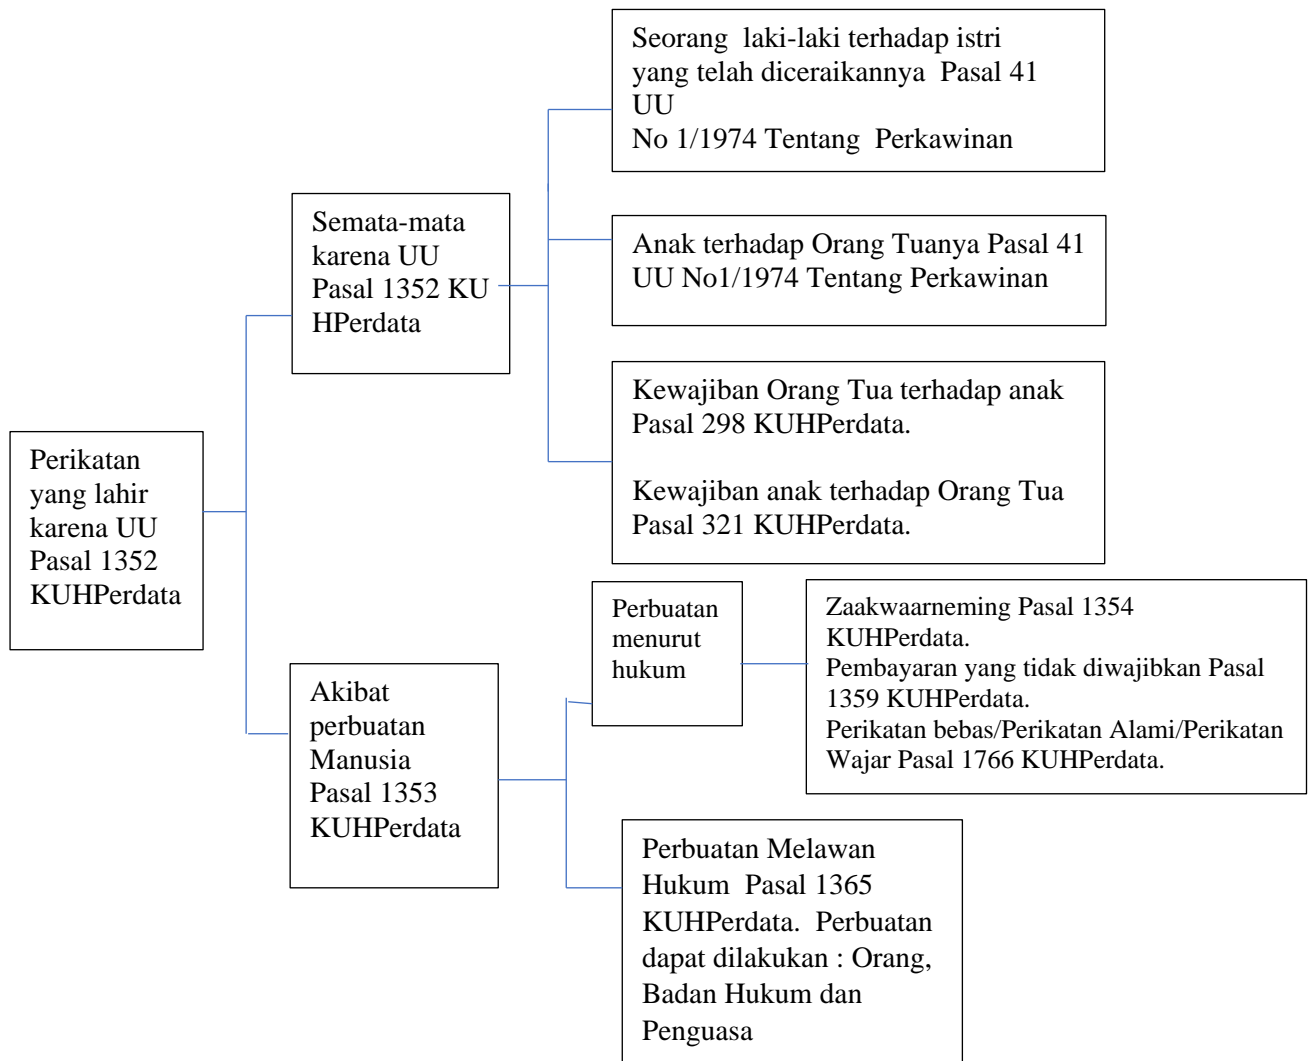 Seorang laki-laki terhadap istri
yang telah diceraikannya Pasal 41
UU
No 1/1974 Tentang Perkawinan
Semata-mata
karena UU
Pasal 1352 KU
HPerdata
Anak terhadap Orang Tuanya Pasal 41
UU No1/1974 Tentang Perkawinan
Kewajiban Orang Tua terhadap anak
Pasal 298 KUHPerdata.
Kewajiban anak terhadap Orang Tua
Pasal 321 KUHPerdata.
Perikatan
yang lahir
karena UU
Pasal 1352
KUHPerdata
Perbuatan
menurut
hukum
Zaakwaarneming Pasal 1354
KUHPerdata.
Pembayaran yang tidak diwajibkan Pasal
1359 KUHPerdata.
Perikatan bebas/Perikatan Alami/Perikatan
Wajar Pasal 1766 KUHPerdata.
Akibat
perbuatan
Manusia
Pasal 1353
KUHPerdata
Perbuatan Melawan
Hukum Pasal 1365
KUHPerdata. Perbuatan
dapat dilakukan : Orang,
Badan Hukum dan
Penguasa